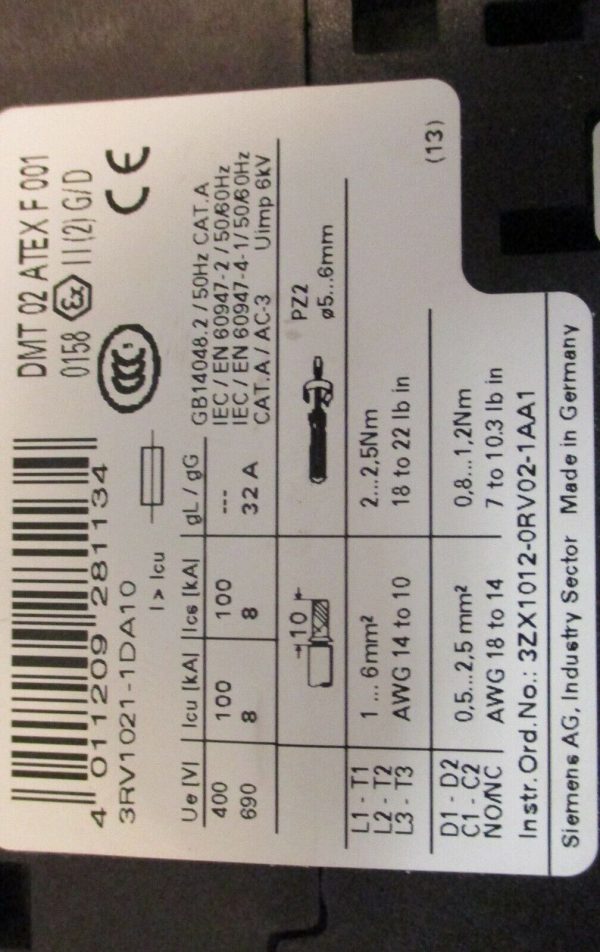 DMT 02 ATEX F 001
0158 Ex II (2) G/D
CCC CE
4 011209 281134
3RV1021-1DA10
I > Icu
Ue [V] Icu [kA] Ics [kA] gL / gG GB14048.2 / 50Hz CAT.A
400 100 100 --- IEC / EN 60947-2 / 50/60Hz
690 8 8 32 A IEC / EN 60947-4-1/50/60Hz
CAT.A / AC-3 Uimp 6kV
10 PZ2
ø5...6mm
L1 - T1 1 ... 6mm² 2...2,5Nm
L2 - T2 AWG 14 to 10 18 to 22 lb in
L3 - T3
(13)
D1 - D2 0,5...2,5 mm² 0,8...1,2Nm
C1 - C2 AWG 18 to 14 7 to 10.3 lb in
NO/NC
Instr.Ord.No.: 3ZX1012-0RV02-1AA1
Siemens AG, Industry Sector Made in Germany